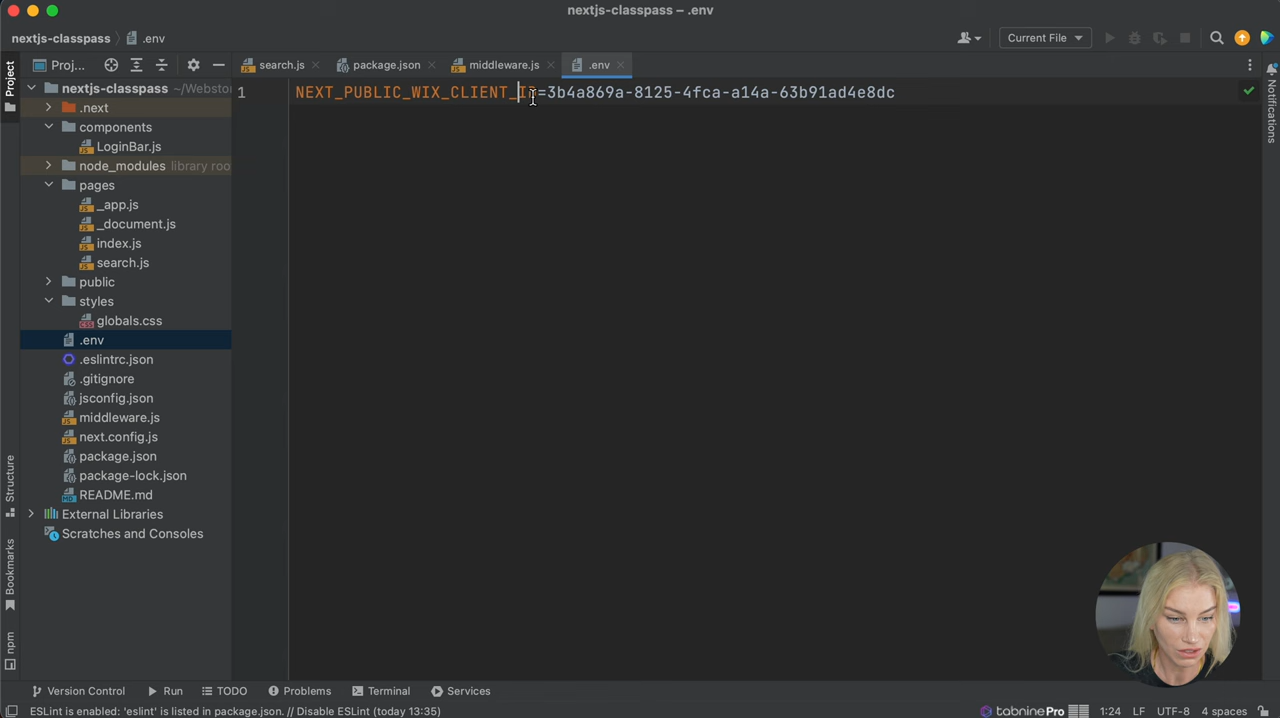 nextjs-classpass – .env
nextjs-classpass
.env
Current File
Project
Proj...
search.js
package.json
middleware.js
.env
Notifications
nextjs-classpass ~/Websto
.next
components
LoginBar.js
node_modules library roo
pages
_app.js
_document.js
index.js
search.js
public
styles
globals.css
.env
.eslintrc.json
.gitignore
jsconfig.json
middleware.js
next.config.js
package.json
package-lock.json
README.md
External Libraries
Scratches and Consoles
1
NEXT_PUBLIC_WIX_CLIENT_ID=3b4a869a-8125-4fca-a14a-63b91ad4e8dc
Structure
Bookmarks
npm
Version Control
Run
TODO
Problems
Terminal
Services
ESLint is enabled: 'eslint' is listed in package.json. // Disable ESLint (today 13:35)
tabnine Pro
1:24
LF
UTF-8
4 spaces